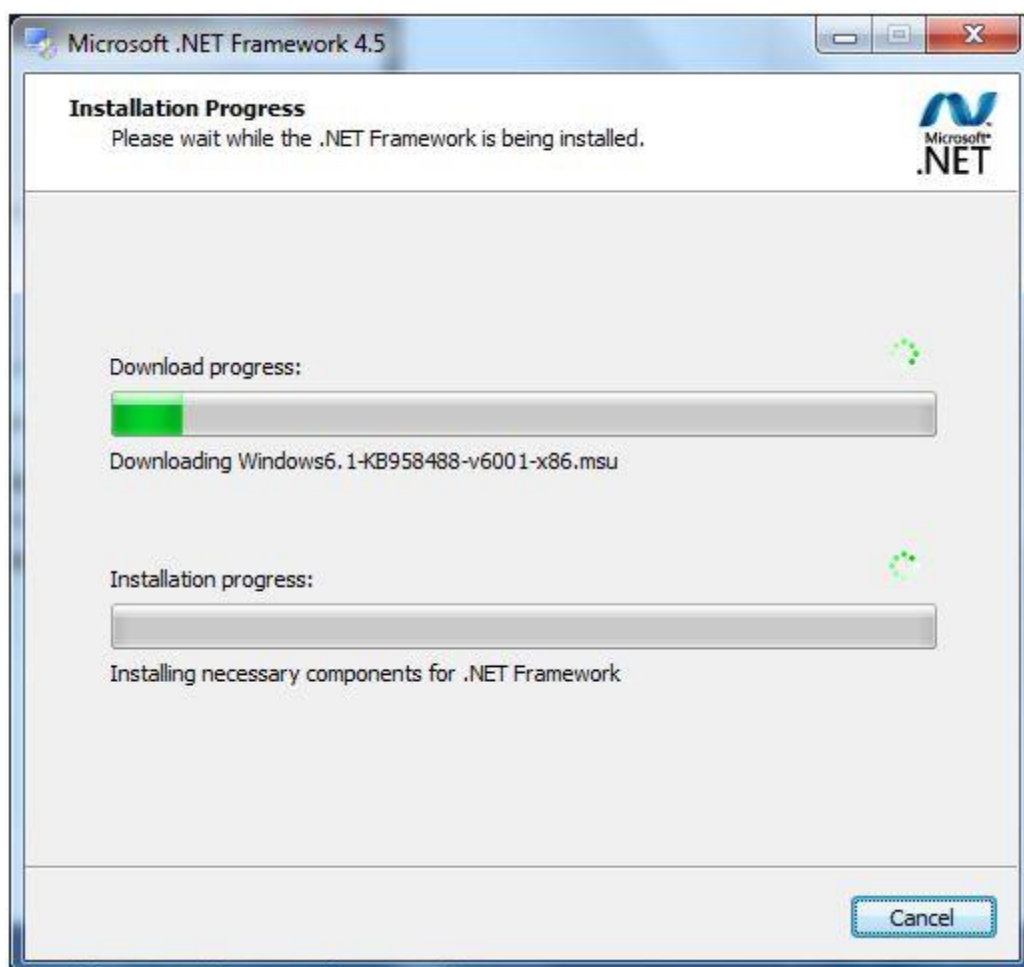 Microsoft .NET Framework 4.5
Installation Progress
Please wait while the .NET Framework is being installed.
Microsoft
.NET
Download progress:
Downloading Windows6.1-KB958488-v6001-x86.msu
Installation progress:
Installing necessary components for .NET Framework
Cancel